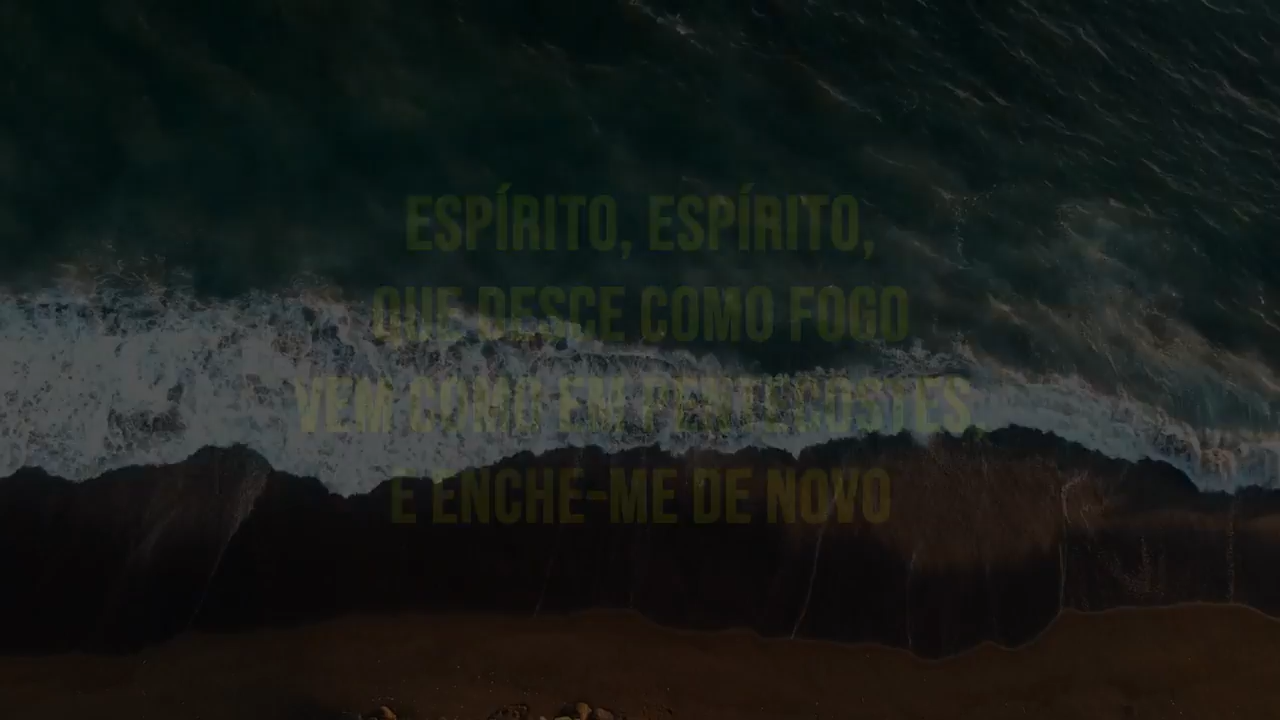 ESPÍRITO, ESPÍRITO,
QUE DESCE COMO FOGO
VEM COMO EM PENTECOSTES
E ENCHE-ME DE NOVO